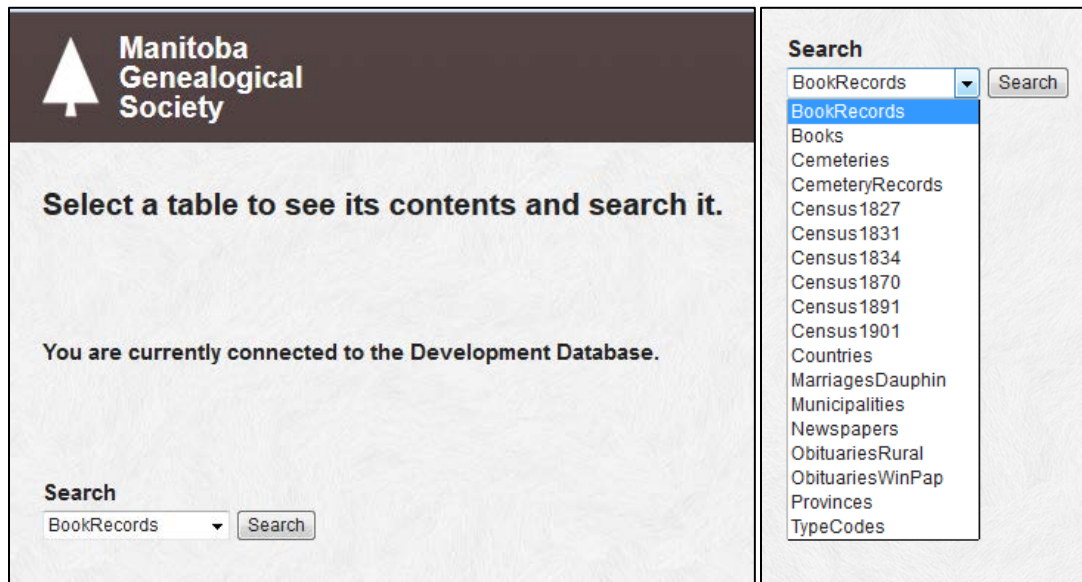 Manitoba
Genealogical
Society
Select a table to see its contents and search it.
You are currently connected to the Development Database.
Search
BookRecords Search
Search
BookRecords Search
BookRecords
Books
Cemeteries
CemeteryRecords
Census1827
Census1831
Census1834
Census1870
Census1891
Census1901
Countries
MarriagesDauphin
Municipalities
Newspapers
ObituariesRural
ObituariesWinPap
Provinces
TypeCodes